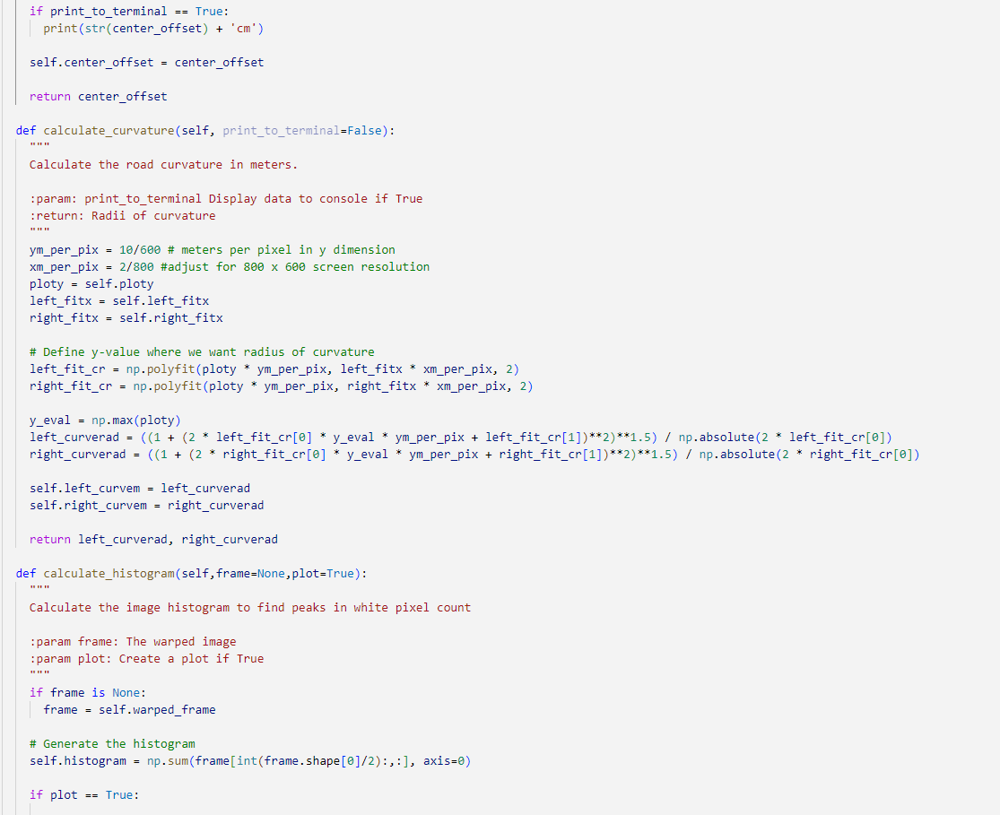 if print_to_terminal == True:
print(str(center_offset) + 'cm')
self.center_offset = center_offset
return center_offset
def calculate_curvature(self, print_to_terminal=False):
"""
Calculate the road curvature in meters.
:param: print_to_terminal Display data to console if True
:return: Radii of curvature
"""
ym_per_pix = 10/600 # meters per pixel in y dimension
xm_per_pix = 2/800 #adjust for 800 x 600 screen resolution
ploty = self.ploty
left_fitx = self.left_fitx
right_fitx = self.right_fitx
# Define y-value where we want radius of curvature
left_fit_cr = np.polyfit(ploty * ym_per_pix, left_fitx * xm_per_pix, 2)
right_fit_cr = np.polyfit(ploty * ym_per_pix, right_fitx * xm_per_pix, 2)
y_eval = np.max(ploty)
left_curverad = ((1 + (2 * left_fit_cr[0] * y_eval * ym_per_pix + left_fit_cr[1])**2)**1.5) / np.absolute(2 * left_fit_cr[0])
right_curverad = ((1 + (2 * right_fit_cr[0] * y_eval * ym_per_pix + right_fit_cr[1])**2)**1.5) / np.absolute(2 * right_fit_cr[0])
self.left_curvem = left_curverad
self.right_curvem = right_curverad
return left_curverad, right_curverad
def calculate_histogram(self,frame=None,plot=True):
"""
Calculate the image histogram to find peaks in white pixel count
:param frame: The warped image
:param plot: Create a plot if True
"""
if frame is None:
frame = self.warped_frame
# Generate the histogram
self.histogram = np.sum(frame[int(frame.shape[0]/2):,:], axis=0)
if plot == True: